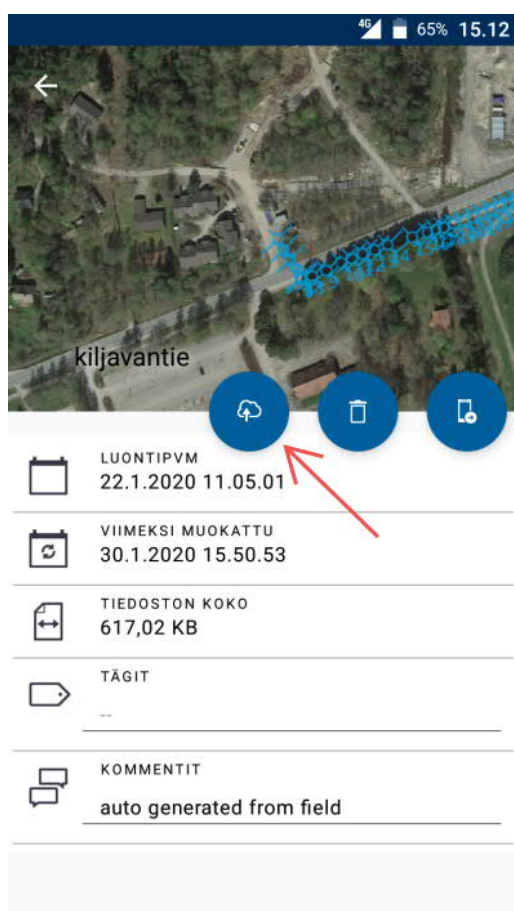 4G 65% 15.12
kiljavantie
LUONTIPVM
22.1.2020 11.05.01
VIIMEKSI MUOKATTU
30.1.2020 15.50.53
TIEDOSTON KOKO
617,02 KB
TÄGIT
--
KOMMENTIT
auto generated from field